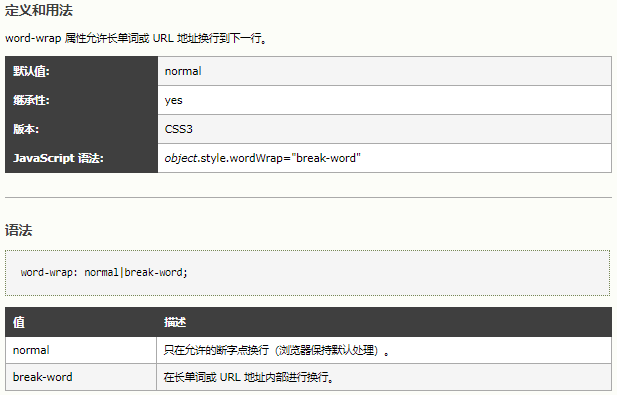 定义和用法
word-wrap 属性允许长单词或 URL 地址换行到下一行。
默认值: normal
继承性: yes
版本: CSS3
JavaScript 语法: object.style.wordWrap="break-word"
语法
word-wrap: normal|break-word;
值 描述
normal 只在允许的断字点换行（浏览器保持默认处理）。
break-word 在长单词或 URL 地址内部进行换行。